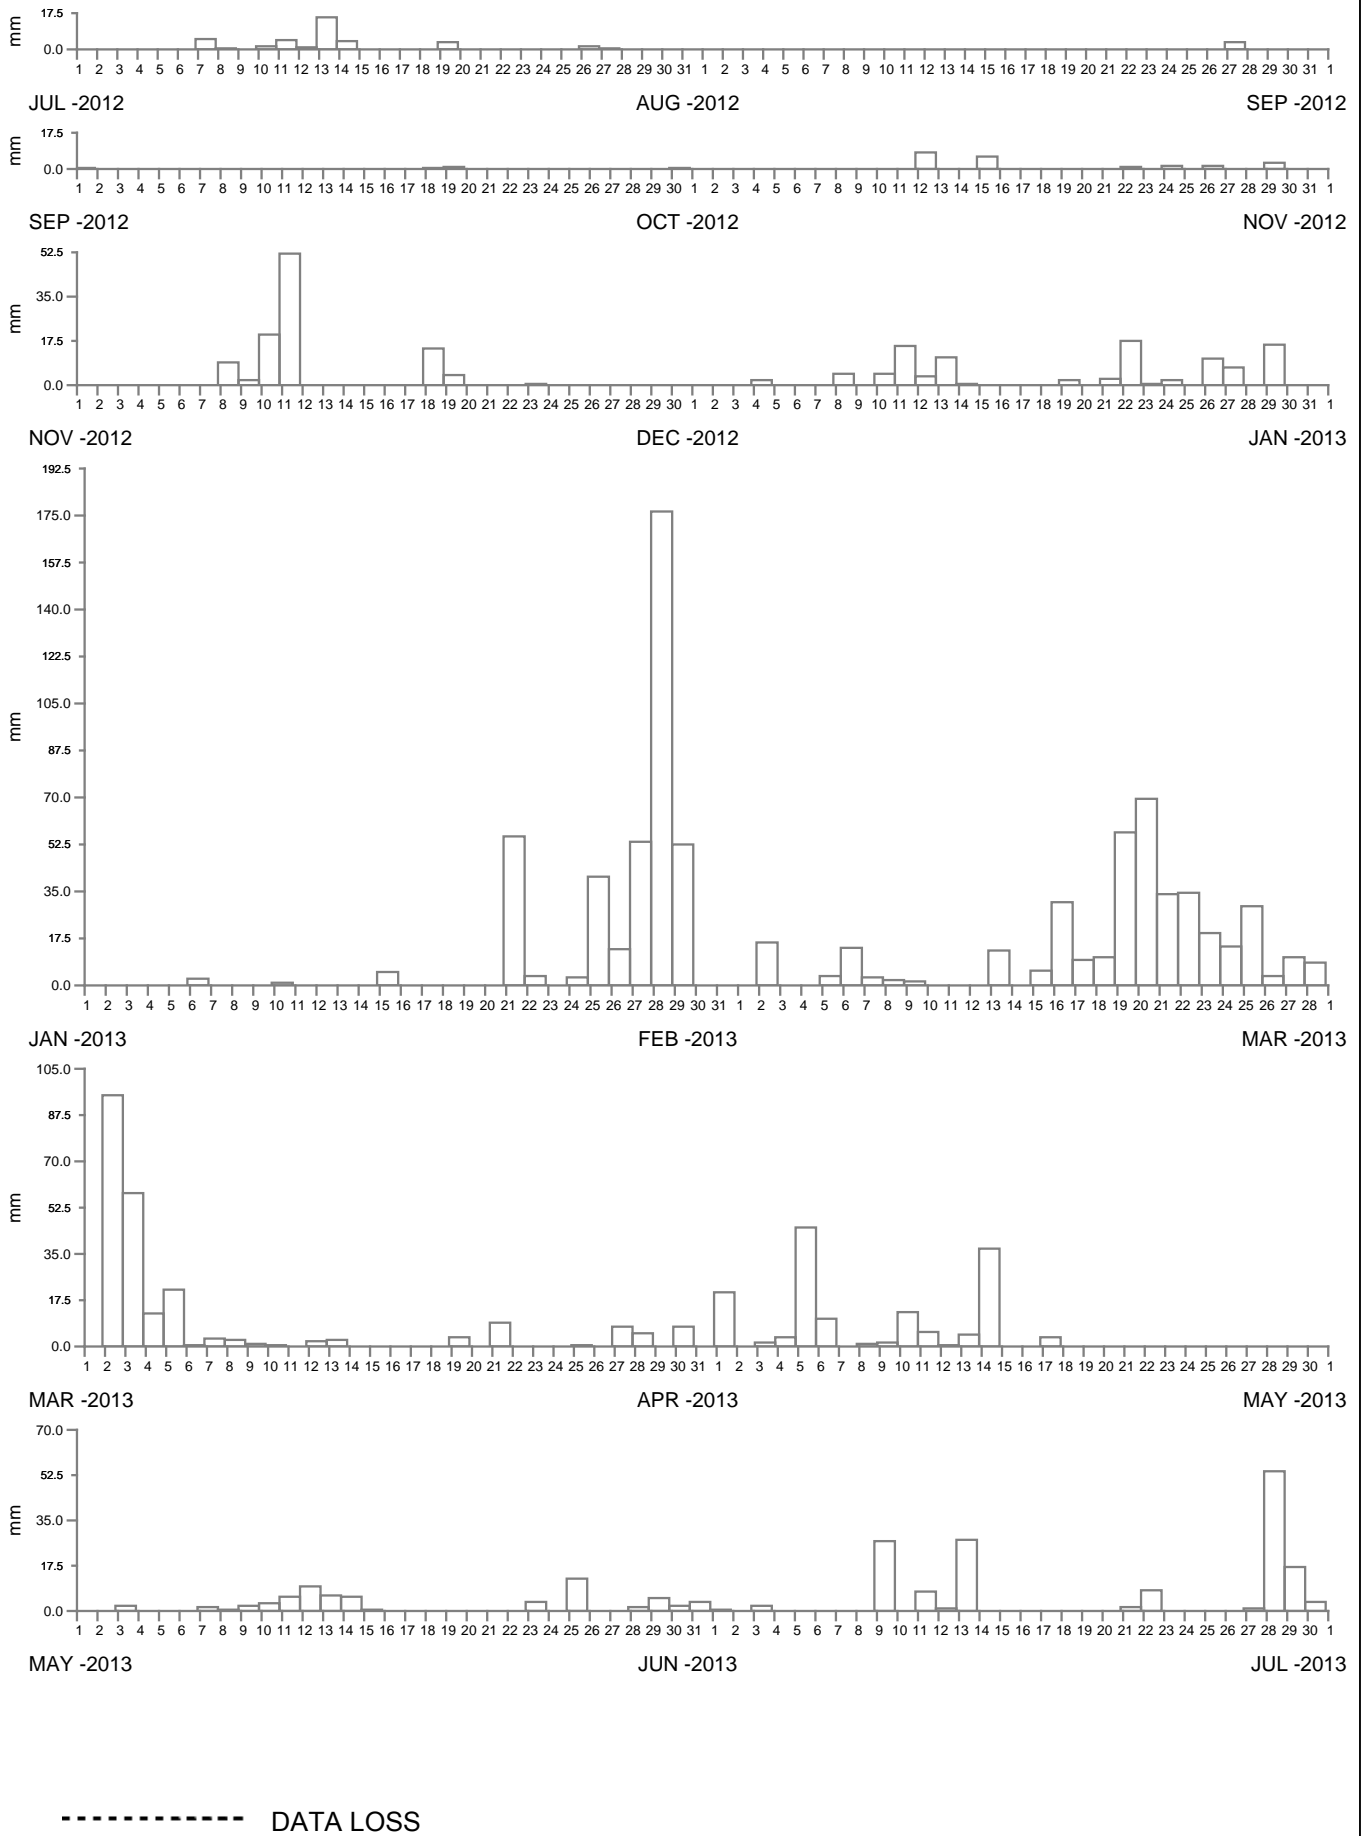 17.5
mm
0.0
1 2 3 4 5 6 7 8 9 10 11 12 13 14 15 16 17 18 19 20 21 22 23 24 25 26 27 28 29 30 31 1 2 3 4 5 6 7 8 9 10 11 12 13 14 15 16 17 18 19 20 21 22 23 24 25 26 27 28 29 30 31 1
JUL -2012 AUG -2012 SEP -2012
17.5
mm
0.0
1 2 3 4 5 6 7 8 9 10 11 12 13 14 15 16 17 18 19 20 21 22 23 24 25 26 27 28 29 30 1 2 3 4 5 6 7 8 9 10 11 12 13 14 15 16 17 18 19 20 21 22 23 24 25 26 27 28 29 30 31 1
SEP -2012 OCT -2012 NOV -2012
52.5
35.0
mm
17.5
0.0
1 2 3 4 5 6 7 8 9 10 11 12 13 14 15 16 17 18 19 20 21 22 23 24 25 26 27 28 29 30 1 2 3 4 5 6 7 8 9 10 11 12 13 14 15 16 17 18 19 20 21 22 23 24 25 26 27 28 29 30 31 1
NOV -2012 DEC -2012 JAN -2013
192.5
175.0
157.5
140.0
122.5
105.0
mm
87.5
70.0
52.5
35.0
17.5
0.0
1 2 3 4 5 6 7 8 9 10 11 12 13 14 15 16 17 18 19 20 21 22 23 24 25 26 27 28 29 30 31 1 2 3 4 5 6 7 8 9 10 11 12 13 14 15 16 17 18 19 20 21 22 23 24 25 26 27 28 1
JAN -2013 FEB -2013 MAR -2013
105.0
87.5
70.0
mm
52.5
35.0
17.5
0.0
1 2 3 4 5 6 7 8 9 10 11 12 13 14 15 16 17 18 19 20 21 22 23 24 25 26 27 28 29 30 31 1 2 3 4 5 6 7 8 9 10 11 12 13 14 15 16 17 18 19 20 21 22 23 24 25 26 27 28 29 30 1
MAR -2013 APR -2013 MAY -2013
70.0
52.5
mm
35.0
17.5
0.0
1 2 3 4 5 6 7 8 9 10 11 12 13 14 15 16 17 18 19 20 21 22 23 24 25 26 27 28 29 30 31 1 2 3 4 5 6 7 8 9 10 11 12 13 14 15 16 17 18 19 20 21 22 23 24 25 26 27 28 29 30 1
MAY -2013 JUN -2013 JUL -2013
DATA LOSS